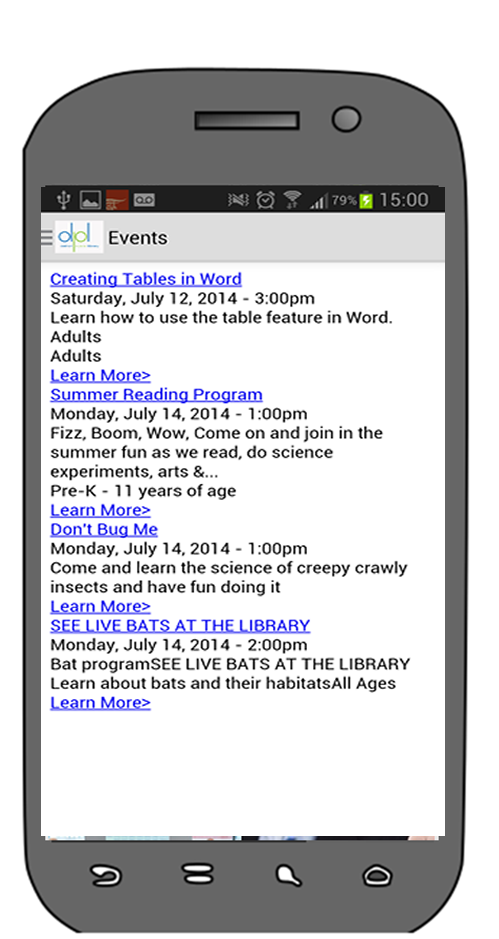 79% 15:00
dpl Events
Creating Tables in Word
Saturday, July 12, 2014 - 3:00pm
Learn how to use the table feature in Word.
Adults
Adults
Learn More>
Summer Reading Program
Monday, July 14, 2014 - 1:00pm
Fizz, Boom, Wow, Come on and join in the
summer fun as we read, do science
experiments, arts &...
Pre-K - 11 years of age
Learn More>
Don't Bug Me
Monday, July 14, 2014 - 1:00pm
Come and learn the science of creepy crawly
insects and have fun doing it
Learn More>
SEE LIVE BATS AT THE LIBRARY
Monday, July 14, 2014 - 2:00pm
Bat programSEE LIVE BATS AT THE LIBRARY
Learn about bats and their habitatsAll Ages
Learn More>